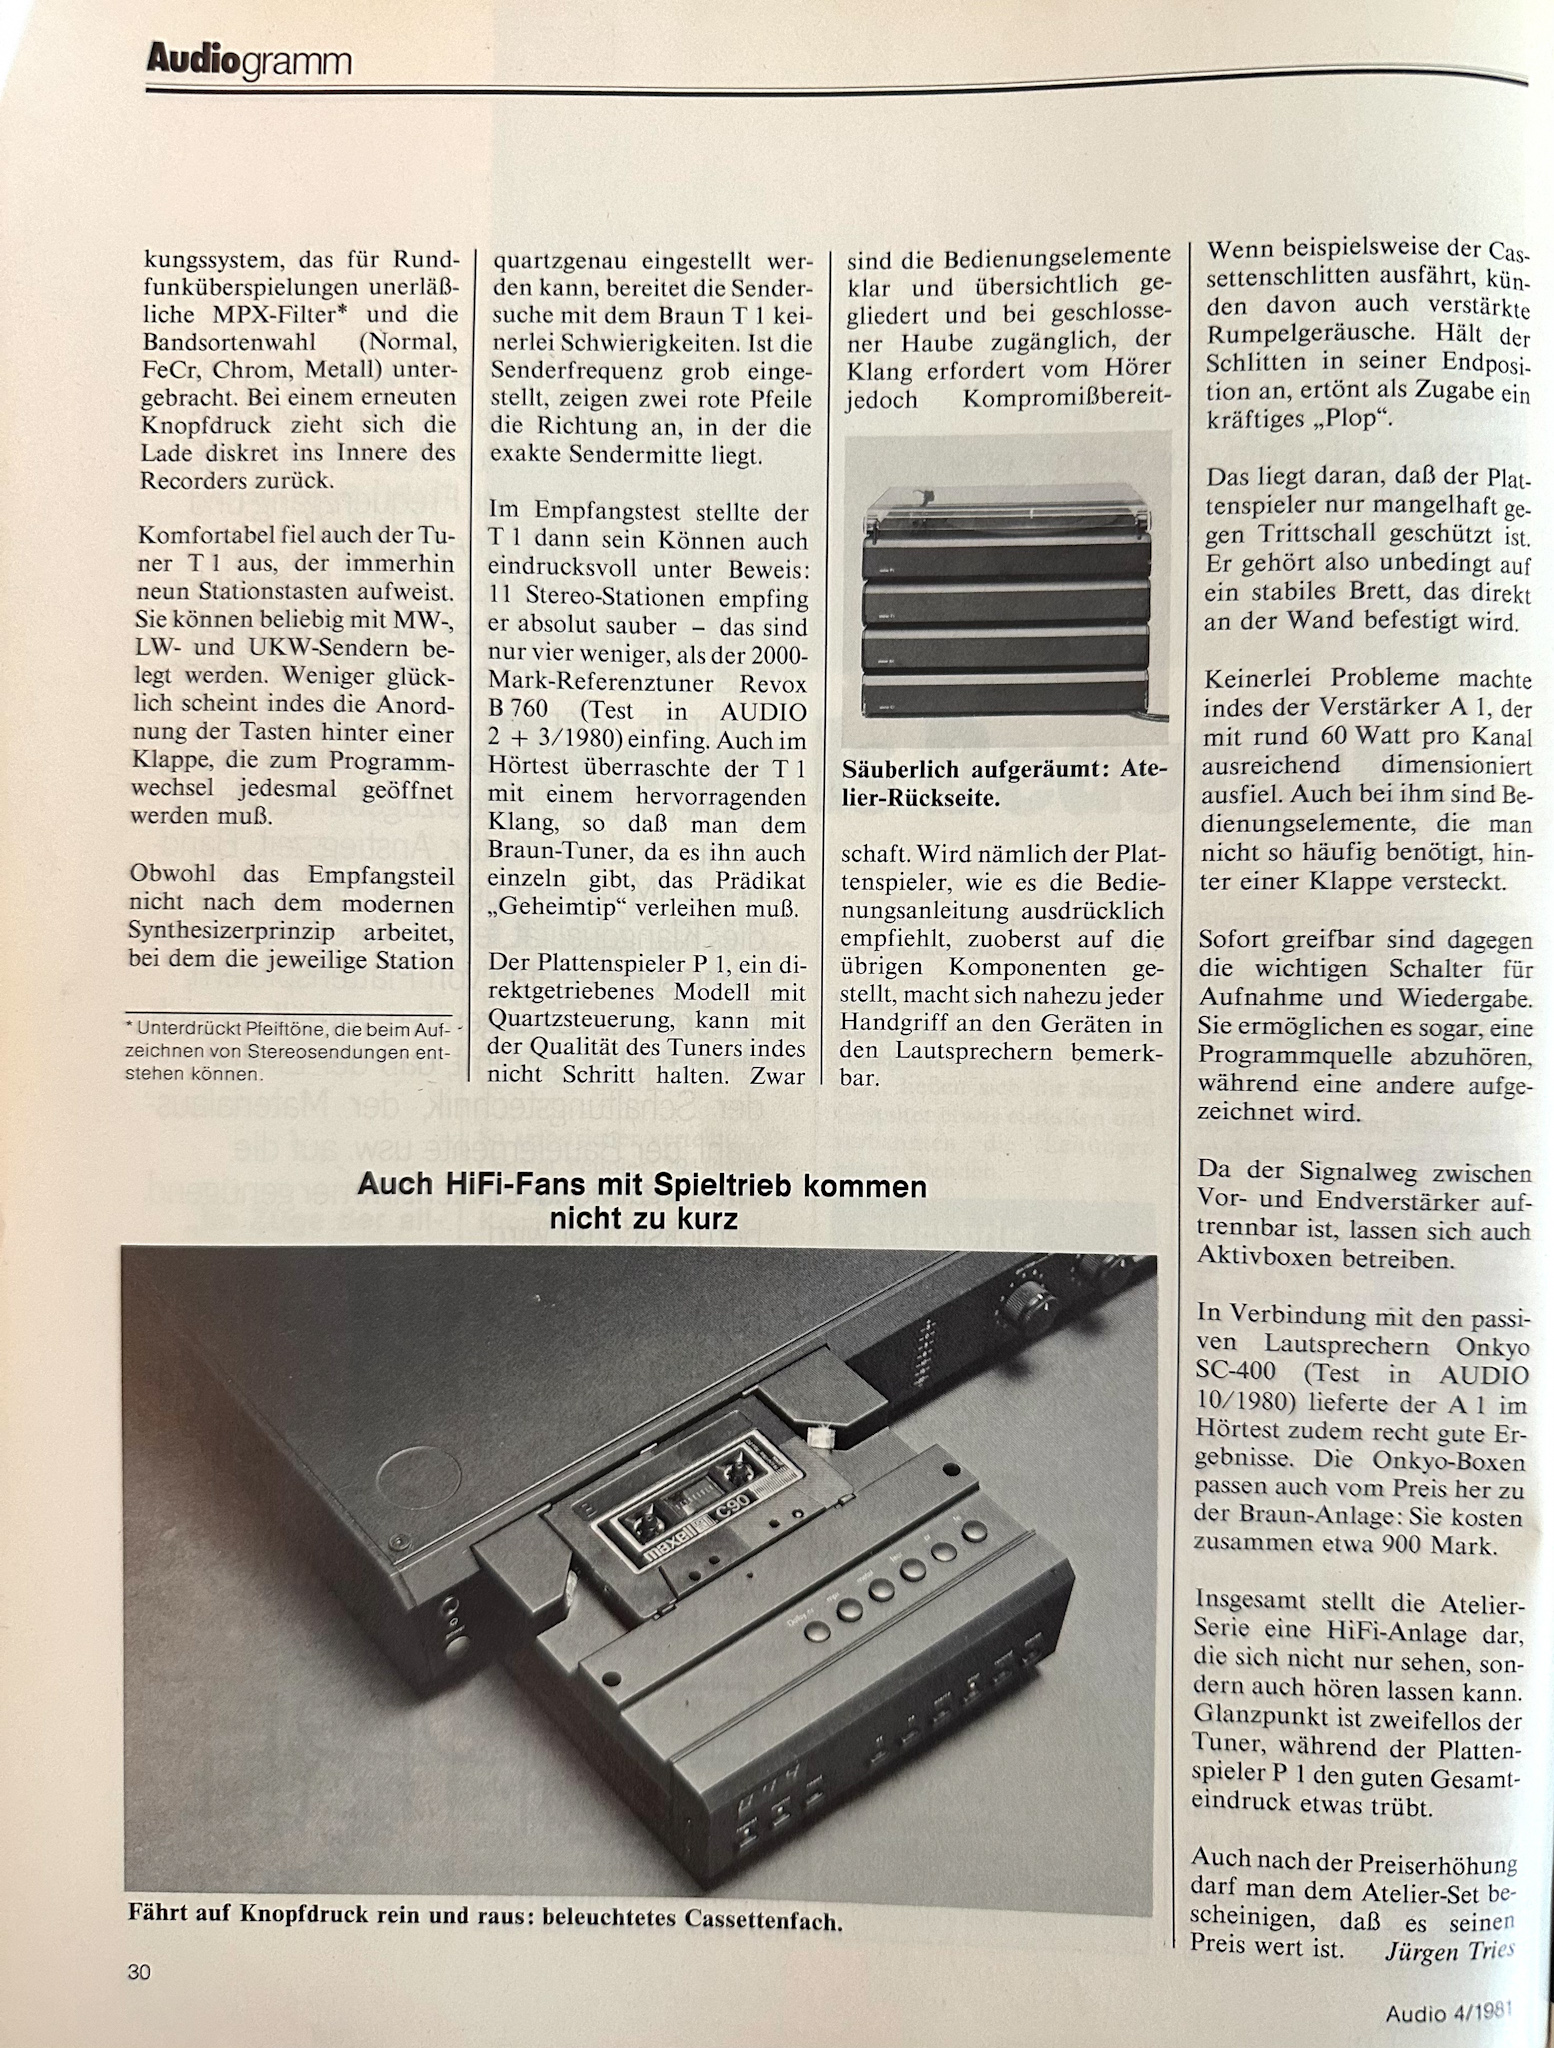 Audiogramm
kungssystem, das für Rund-
funküberspielungen unerläß-
liche MPX-Filter* und die
Bandsortenwahl (Normal,
FeCr, Chrom, Metall) unter-
gebracht. Bei einem erneuten
Knopfdruck zieht sich die
Lade diskret ins Innere des
Recorders zurück.
Komfortabel fiel auch der Tu-
ner T 1 aus, der immerhin
neun Stationstasten aufweist.
Sie können beliebig mit MW-,
LW- und UKW-Sendern be-
legt werden. Weniger glück-
lich scheint indes die Anord-
nung der Tasten hinter einer
Klappe, die zum Programm-
wechsel jedesmal geöffnet
werden muß.
Obwohl das Empfangsteil
nicht nach dem modernen
Synthesizerprinzip arbeitet,
bei dem die jeweilige Station
* Unterdrückt Pfeiftöne, die beim Auf-
zeichnen von Stereosendungen ent-
stehen können.
quartzgenau eingestellt wer-
den kann, bereitet die Sender-
suche mit dem Braun T 1 kei-
nerlei Schwierigkeiten. Ist die
Senderfrequenz grob einge-
stellt, zeigen zwei rote Pfeile
die Richtung an, in der die
exakte Sendermitte liegt.
Im Empfangstest stellte der
T 1 dann sein Können auch
eindrucksvoll unter Beweis:
11 Stereo-Stationen empfing
er absolut sauber – das sind
nur vier weniger, als der 2000-
Mark-Referenztuner Revox
B 760 (Test in AUDIO
2 + 3/1980) einfing. Auch im
Hörtest überraschte der T 1
mit einem hervorragenden
Klang, so daß man dem
Braun-Tuner, da es ihn auch
einzeln gibt, das Prädikat
„Geheimtip“ verleihen muß.
Der Plattenspieler P 1, ein di-
rektgetriebenes Modell mit
Quartzsteuerung, kann mit
der Qualität des Tuners indes
nicht Schritt halten. Zwar
sind die Bedienungselemente
klar und übersichtlich ge-
gliedert und bei geschlosse-
ner Haube zugänglich, der
Klang erfordert vom Hörer
jedoch Kompromißbereit-
Säuberlich aufgeräumt: Ate-
lier-Rückseite.
schaft. Wird nämlich der Plat-
tenspieler, wie es die Bedie-
nungsanleitung ausdrücklich
empfiehlt, zuoberst auf die
übrigen Komponenten ge-
stellt, macht sich nahezu jeder
Handgriff an den Geräten in
den Lautsprechern bemerk-
bar.
Wenn beispielsweise der Cas-
settenschlitten ausfährt, kün-
den davon auch verstärkte
Rumpelgeräusche. Hält der
Schlitten in seiner Endposi-
tion an, ertönt als Zugabe ein
kräftiges „Plop“.
Das liegt daran, daß der Plat-
tenspieler nur mangelhaft ge-
gen Trittschall geschützt ist.
Er gehört also unbedingt auf
ein stabiles Brett, das direkt
an der Wand befestigt wird.
Keinerlei Probleme machte
indes der Verstärker A 1, der
mit rund 60 Watt pro Kanal
ausreichend dimensioniert
ausfiel. Auch bei ihm sind Be-
dienungselemente, die man
nicht so häufig benötigt, hin-
ter einer Klappe versteckt.
Sofort greifbar sind dagegen
die wichtigen Schalter für
Aufnahme und Wiedergabe.
Sie ermöglichen es sogar, eine
Programmquelle abzuhören,
während eine andere aufge-
zeichnet wird.
Da der Signalweg zwischen
Vor- und Endverstärker auf-
trennbar ist, lassen sich auch
Aktivboxen betreiben.
In Verbindung mit den passi-
ven Lautsprechern Onkyo
SC-400 (Test in AUDIO
10/1980) lieferte der A 1 im
Hörtest zudem recht gute Er-
gebnisse. Die Onkyo-Boxen
passen auch vom Preis her zu
der Braun-Anlage: Sie kosten
zusammen etwa 900 Mark.
Insgesamt stellt die Atelier-
Serie eine HiFi-Anlage dar,
die sich nicht nur sehen, son-
dern auch hören lassen kann.
Glanzpunkt ist zweifellos der
Tuner, während der Platten-
spieler P 1 den guten Gesamt-
eindruck etwas trübt.
Auch nach der Preiserhöhung
darf man dem Atelier-Set be-
scheinigen, daß es seinen
Preis wert ist. Jürgen Tries
Auch HiFi-Fans mit Spieltrieb kommen
nicht zu kurz
maxell C90
metal
Fährt auf Knopfdruck rein und raus: beleuchtetes Cassettenfach.
30
Audio 4/1981